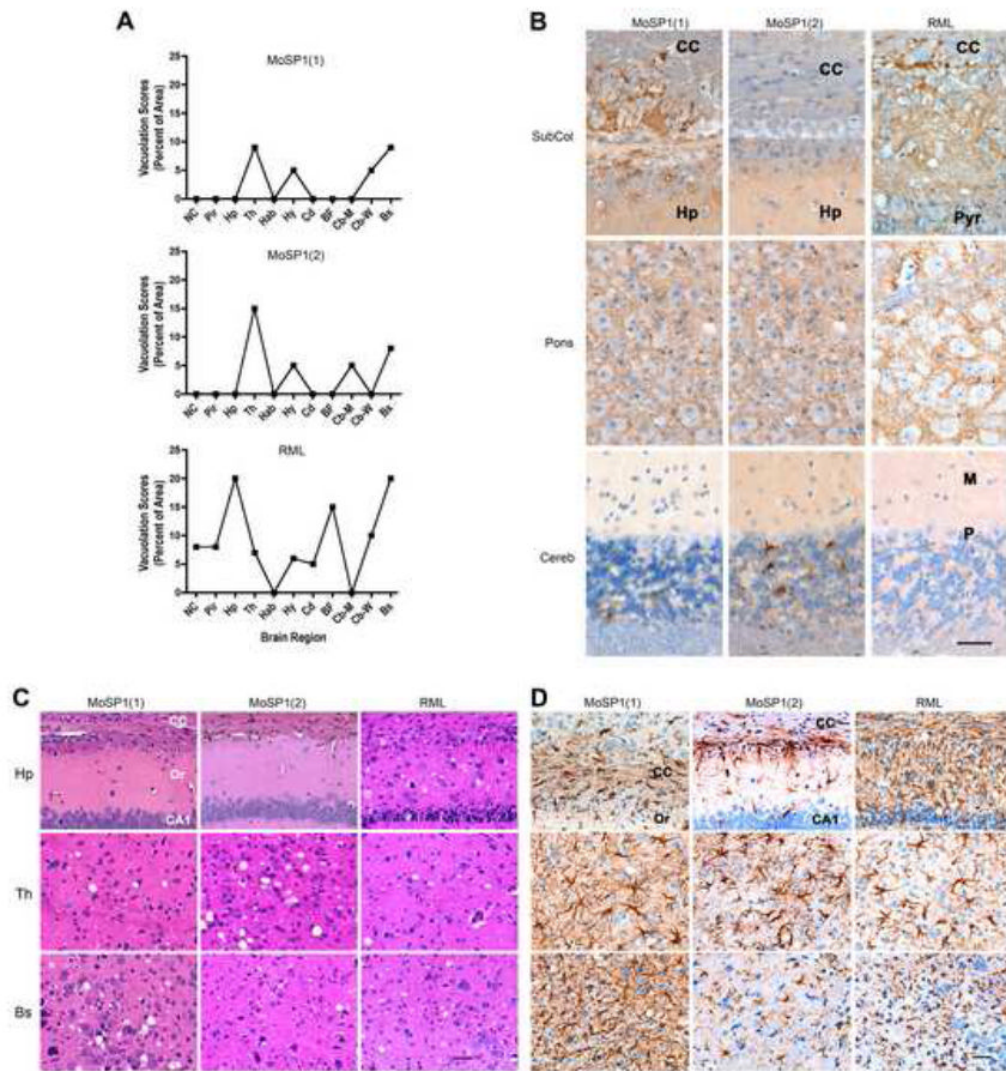 A
MoSP1(1)
Vacuolation Scores
(Percent of Area)
25
20
15
10
5
0
NC Pir Hp Th Hab Hy Cd BF Cb-M Cb-W Bs
MoSP1(2)
Vacuolation Scores
(Percent of Area)
25
20
15
10
5
0
NC Pir Hp Th Hab Hy Cd BF Cb-M Cb-W Bs
RML
Vacuolation Scores
(Percent of Area)
25
20
15
10
5
0
NC Pir Hp Th Hab Hy Cd BF Cb-M Cb-W Bs
Brain Region
B
MoSP1(1) MoSP1(2) RML
SubCol
CC CC CC
Hp Hp Pyr
Pons
Cereb
M
P
C
MoSP1(1) MoSP1(2) RML
Hp
CC
Or
CA1
Th
Bs
D
MoSP1(1) MoSP1(2) RML
CC
CC
Or
CA1